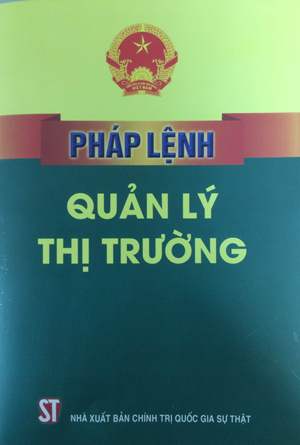 PHÁP LỆNH
QUẢN LÝ
THỊ TRƯỜNG
ST
NHÀ XUẤT BẢN CHÍNH TRỊ QUỐC GIA SỰ THẬT